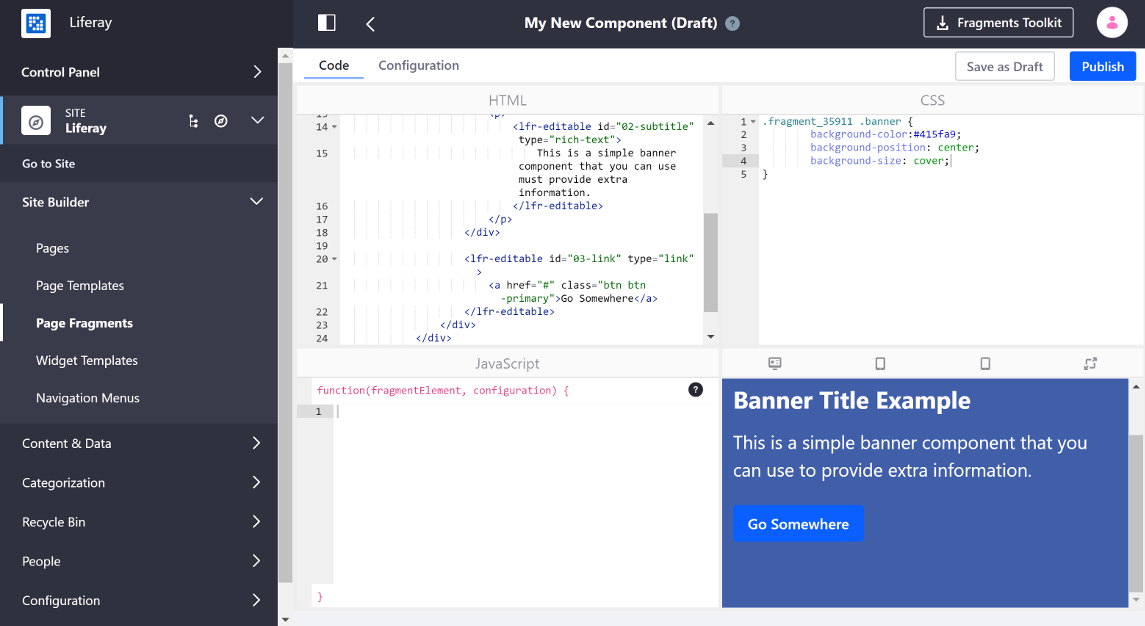 Liferay
My New Component (Draft) ?
Fragments Toolkit
Control Panel
SITE
Liferay
Go to Site
Site Builder
Pages
Page Templates
Page Fragments
Widget Templates
Navigation Menus
Content & Data
Categorization
Recycle Bin
People
Configuration
Code
Configuration
Save as Draft
Publish
HTML
13 <p>
14 <lfr-editable id="02-subtitle"
type="rich-text">
15 This is a simple banner
component that you can use
must provide extra
information.
16 </lfr-editable>
17 </p>
18 </div>
19
20 <lfr-editable id="03-link" type="link"
>
21 <a href="#" class="btn btn
-primary">Go Somewhere</a>
22 </lfr-editable>
23 </div>
24 </div>
CSS
1 .fragment_35911 .banner {
2 background-color:#415fa9;
3 background-position: center;
4 background-size: cover;
5 }
JavaScript
function(fragmentElement, configuration) {
?
1
}
Banner Title Example
This is a simple banner component that you
can use to provide extra information.
Go Somewhere